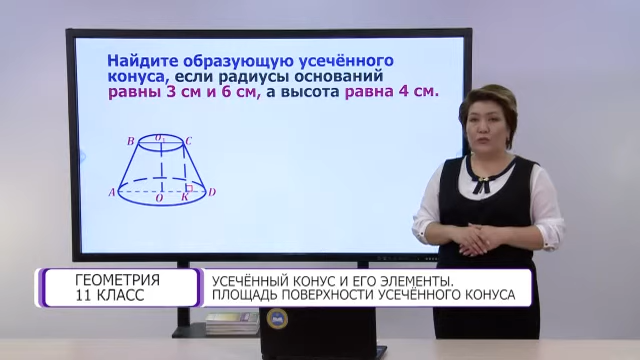 Найдите образующую усечённого
конуса, если радиусы оснований
равны 3 см и 6 см, а высота равна 4 см.
B O₁ C
A O K D
ГЕОМЕТРИЯ
11 КЛАСС
УСЕЧЁННЫЙ КОНУС И ЕГО ЭЛЕМЕНТЫ.
ПЛОЩАДЬ ПОВЕРХНОСТИ УСЕЧЁННОГО КОНУСА